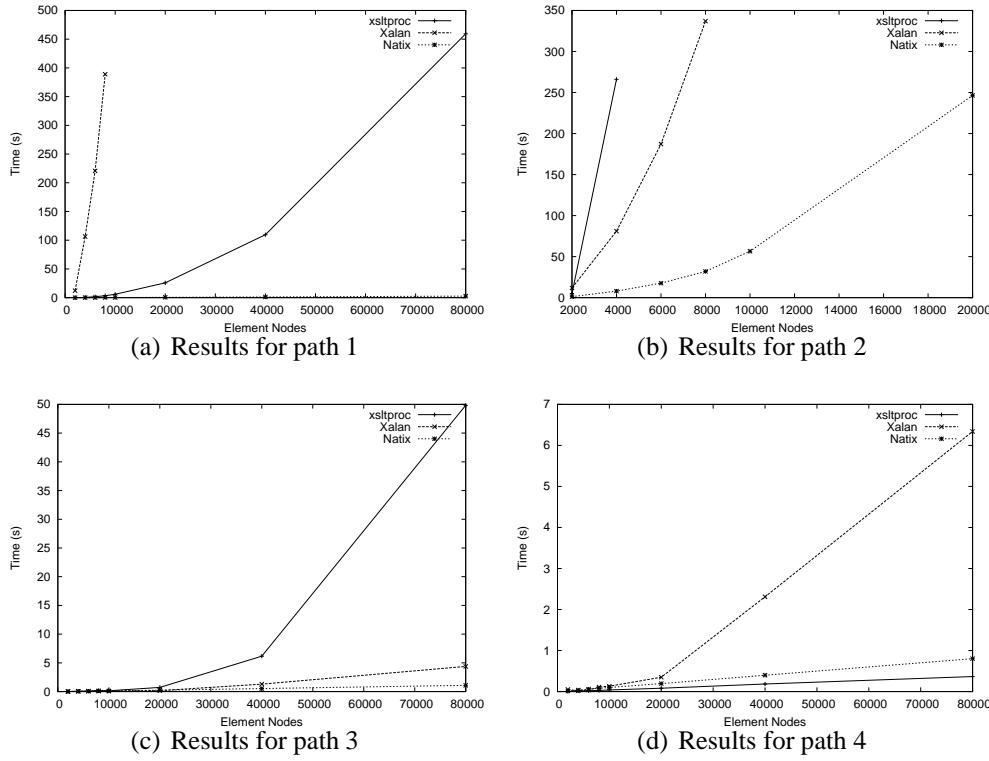 500
450
400
350
300
250
200
150
100
50
0
Time (s)
xsltproc
Xalan
Natix
0 10000 20000 30000 40000 50000 60000 70000 80000
Element Nodes
(a) Results for path 1
350
300
250
200
150
100
50
0
Time (s)
xsltproc
Xalan
Natix
2000 4000 6000 8000 10000 12000 14000 16000 18000 20000
Element Nodes
(b) Results for path 2
50
45
40
35
30
25
20
15
10
5
0
Time (s)
xsltproc
Xalan
Natix
0 10000 20000 30000 40000 50000 60000 70000 80000
Element Nodes
(c) Results for path 3
7
6
5
4
3
2
1
0
Time (s)
xsltproc
Xalan
Natix
0 10000 20000 30000 40000 50000 60000 70000 80000
Element Nodes
(d) Results for path 4